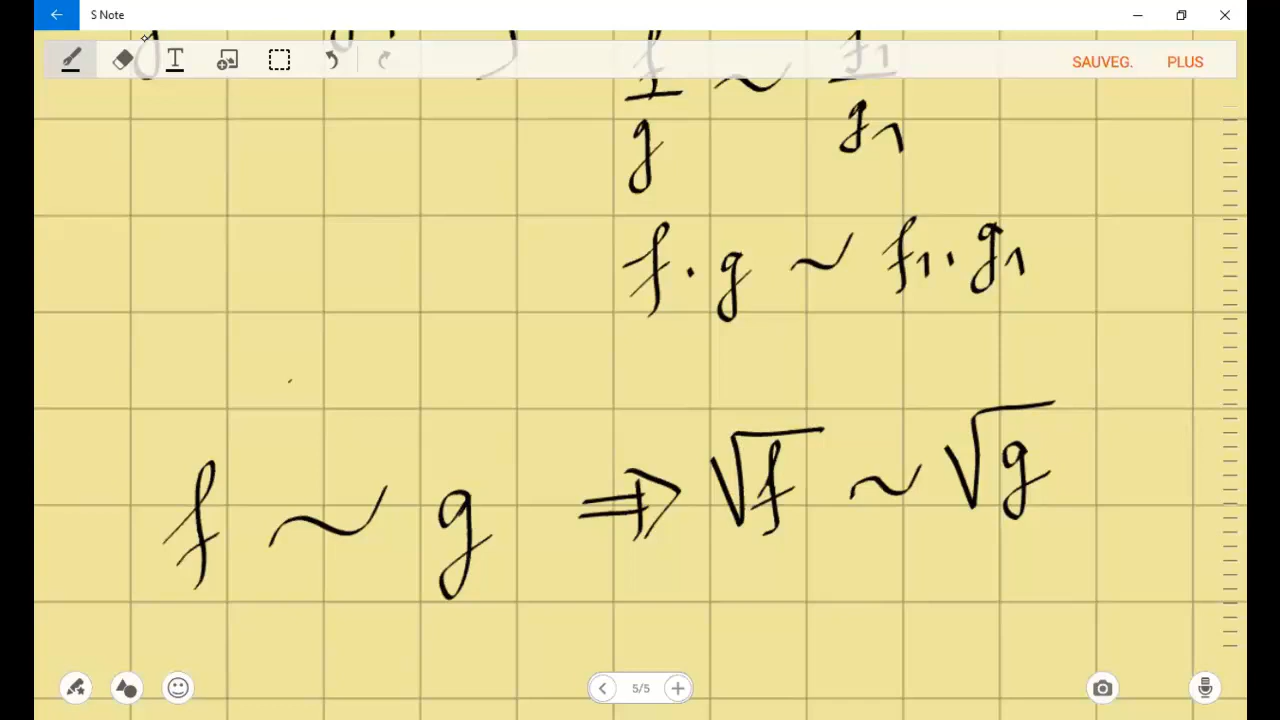 S Note
T SAUVEG. PLUS
f/g ~ f1/g1
f · g ~ f1 · g1
f ~ g ⇒ √f ~ √g
5/5